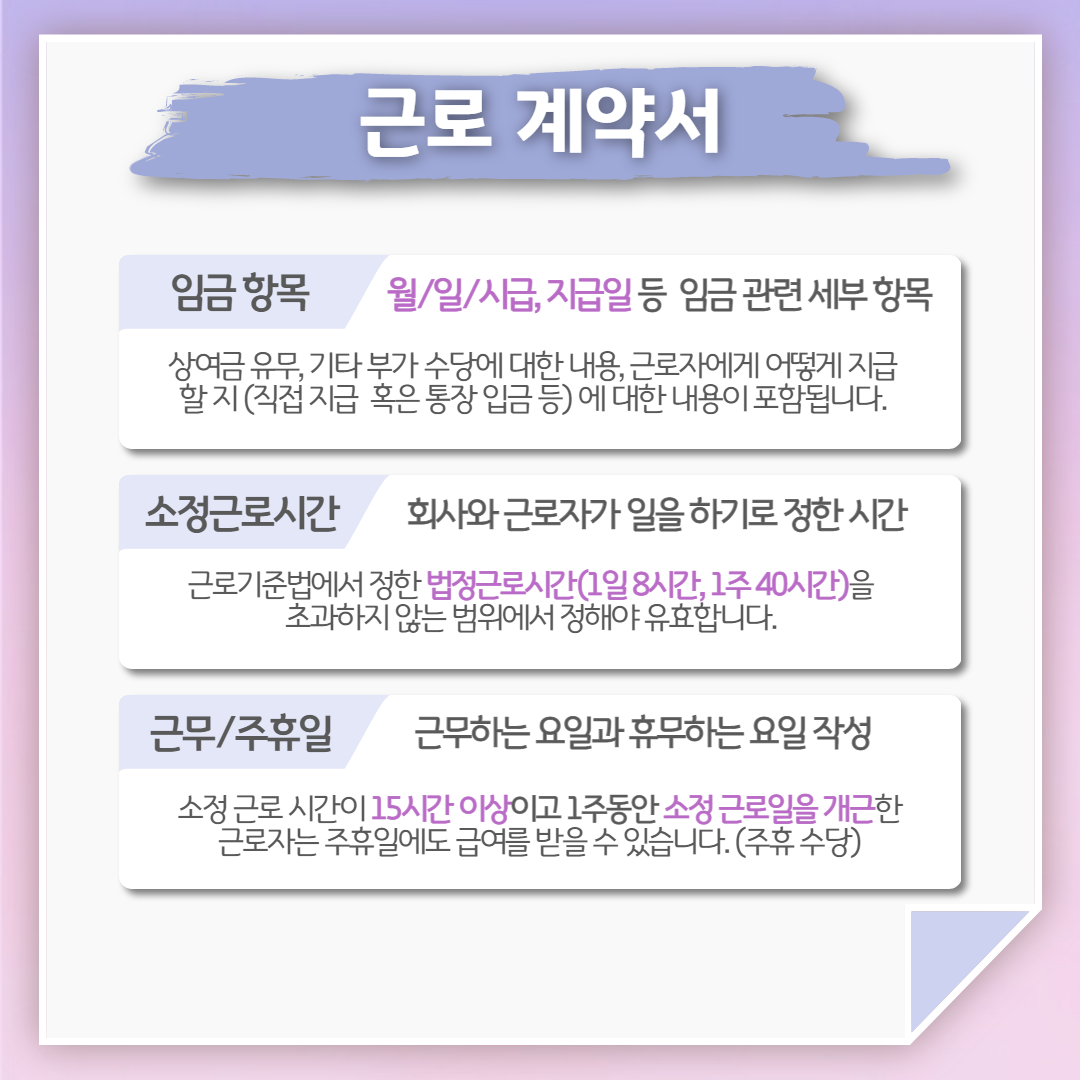 근로 계약서
임금 항목
월/일/시급, 지급일 등 임금 관련 세부 항목
상여금 유무, 기타 부가 수당에 대한 내용, 근로자에게 어떻게 지급
할 지 (직접 지급 혹은 통장 입금 등) 에 대한 내용이 포함됩니다.
소정근로시간
회사와 근로자가 일을 하기로 정한 시간
근로기준법에서 정한 법정근로시간(1일 8시간, 1주 40시간)을
초과하지 않는 범위에서 정해야 유효합니다.
근무/주휴일
근무하는 요일과 휴무하는 요일 작성
소정 근로 시간이 15시간 이상이고 1주동안 소정 근로일을 개근한
근로자는 주휴일에도 급여를 받을 수 있습니다. (주휴 수당)